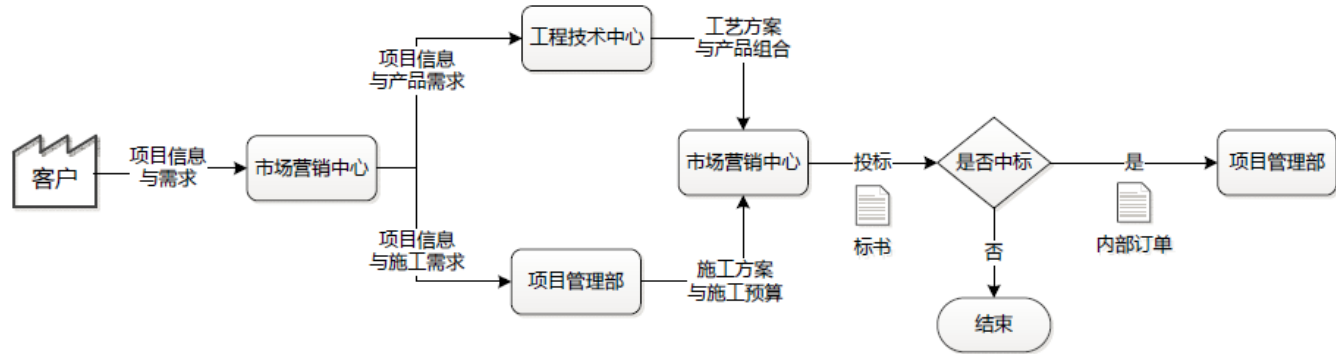 客户
项目信息
与需求
市场营销中心
项目信息
与产品需求
工程技术中心
工艺方案
与产品组合
项目信息
与施工需求
项目管理部
施工方案
与施工预算
市场营销中心
投标
标书
是否中标
是
内部订单
项目管理部
否
结束